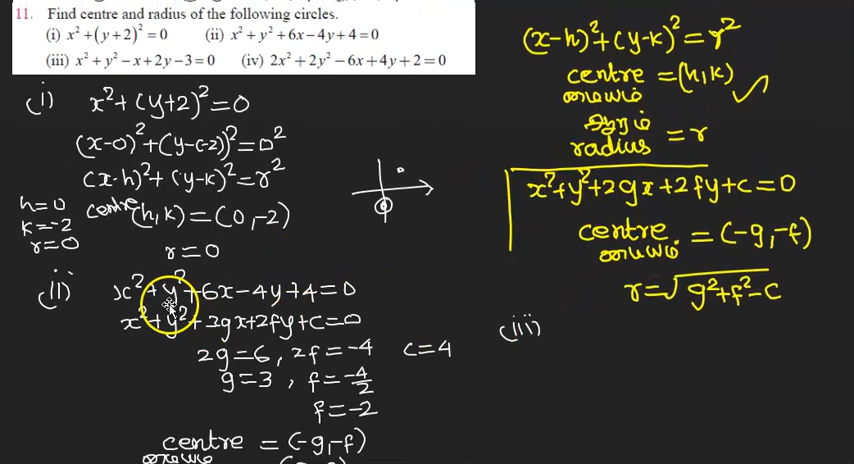 11. Find centre and radius of the following circles.
(i) x² + (y + 2)² = 0 (ii) x² + y² + 6x − 4y + 4 = 0
(iii) x² + y² − x + 2y − 3 = 0 (iv) 2x² + 2y² − 6x + 4y + 2 = 0
(i) x² + (y+2)² = 0
(x-0)² + (y-(-2))² = 0²
(x-h)² + (y-k)² = r²
h=0
k=-2
r=0
centre (h,k) = (0,-2)
r=0
(ii) x² + y² + 6x - 4y + 4 = 0
x² + y² + 2gx + 2fy + c = 0
2g=6, 2f=-4 c=4
g=3, f=-4/2
f=-2
centre = (-g,-f)
மையம்
(x-h)² + (y-k)² = r²
centre = (h,k)
மையம்
ஆரம்
radius = r
x² + y² + 2gx + 2fy + c = 0
centre = (-g,-f)
மையம்
r = √g² + f² - c
(iii)